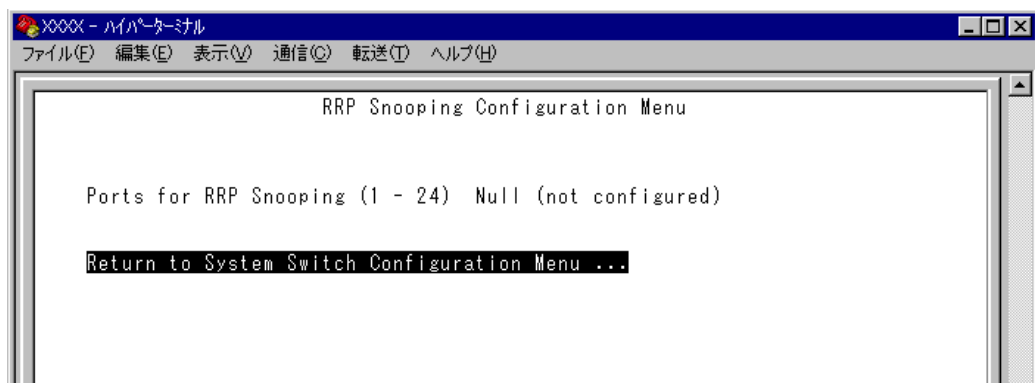 XXXX - ハイパーターミナル
ファイル(F) 編集(E) 表示(V) 通信(C) 転送(T) ヘルプ(H)
RRP Snooping Configuration Menu
Ports for RRP Snooping (1 - 24) Null (not configured)
Return to System Switch Configuration Menu ...